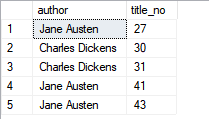 author title_no
1 Jane Austen 27
2 Charles Dickens 30
3 Charles Dickens 31
4 Jane Austen 41
5 Jane Austen 43